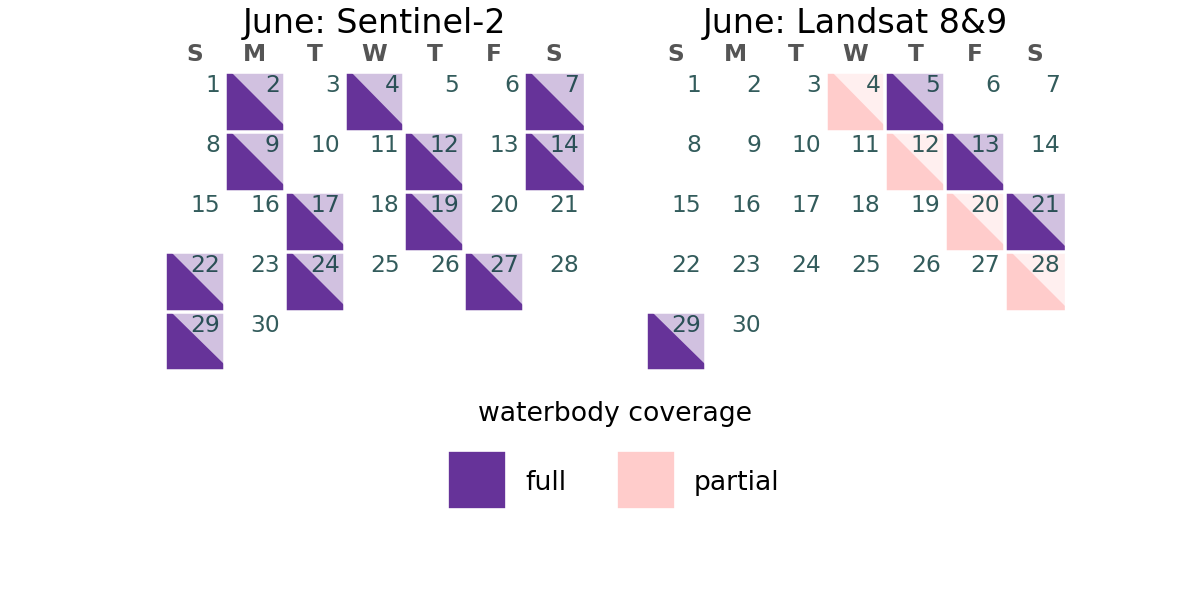 June: Sentinel-2
S M T W T F S
1 2 3 4 5 6 7
8 9 10 11 12 13 14
15 16 17 18 19 20 21
22 23 24 25 26 27 28
29 30
June: Landsat 8&9
S M T W T F S
1 2 3 4 5 6 7
8 9 10 11 12 13 14
15 16 17 18 19 20 21
22 23 24 25 26 27 28
29 30
waterbody coverage
full partial